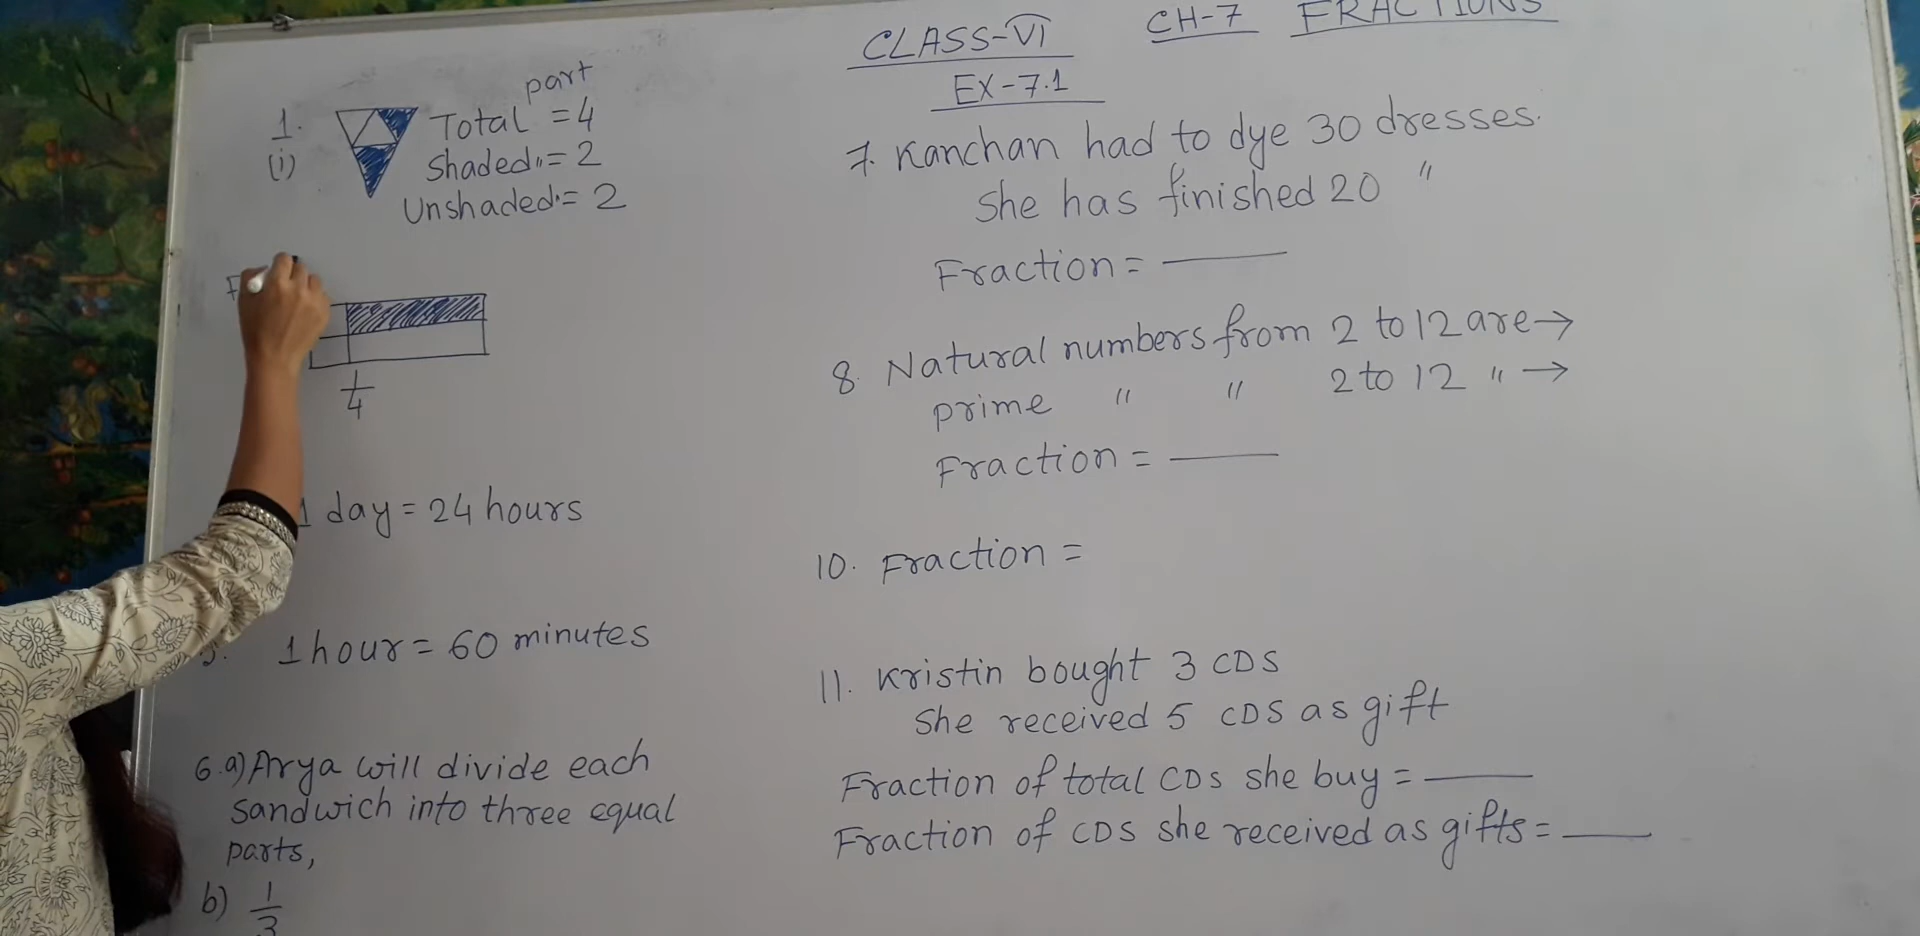 CLASS-VI
CH-7 FRACTIONS
EX-7.1
1.
(i)
part
Total = 4
Shaded " = 2
Unshaded " = 2
F
1/4
1 day = 24 hours
1 hour = 60 minutes
6. a) Arya will divide each
sandwich into three equal
parts,
b) 1/3
7. Kanchan had to dye 30 dresses.
She has finished 20 "
Fraction = ———
8. Natural numbers from 2 to 12 are →
prime " " 2 to 12 " →
Fraction = ———
10. Fraction =
11. Kristin bought 3 CDS
She received 5 CDS as gift
Fraction of total CDs she buy = ———
Fraction of CDS she received as gifts = ———